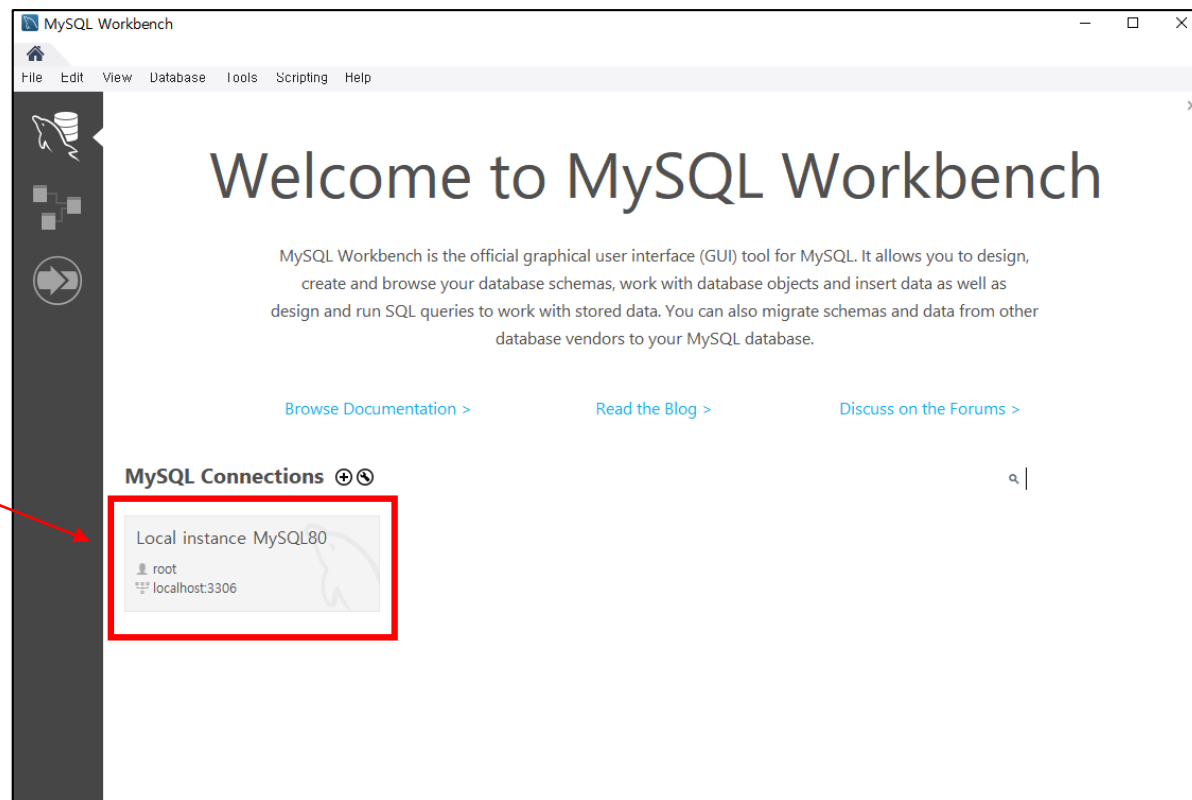 MySQL Workbench
File Edit View Database Tools Scripting Help
Welcome to MySQL Workbench
MySQL Workbench is the official graphical user interface (GUI) tool for MySQL. It allows you to design,
create and browse your database schemas, work with database objects and insert data as well as
design and run SQL queries to work with stored data. You can also migrate schemas and data from other
database vendors to your MySQL database.
Browse Documentation > Read the Blog > Discuss on the Forums >
MySQL Connections
Local instance MySQL80
root
localhost:3306